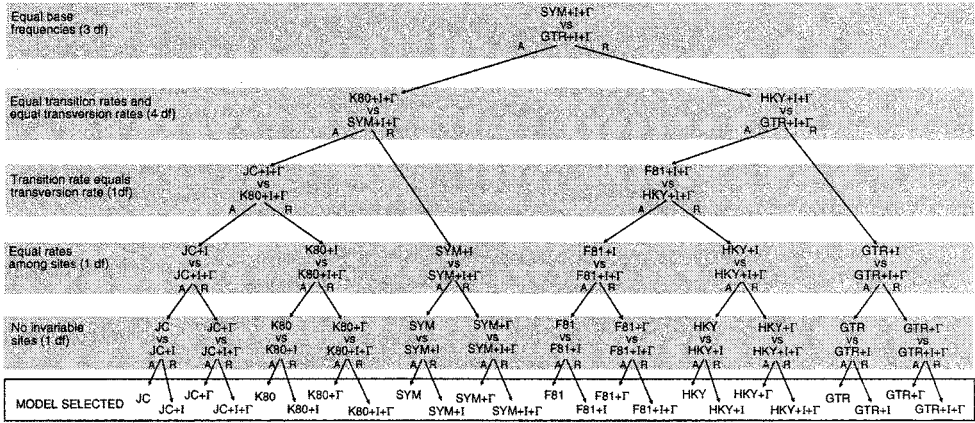 Equal base
frequencies (3 df)
SYM+I+Γ
vs
GTR+I+Γ
A R
Equal transition rates and
equal transversion rates (4 df)
K80+I+Γ
vs
SYM+I+Γ
A R
HKY+I+Γ
vs
GTR+I+Γ
A R
Transition rate equals
transversion rate (1df)
JC+I+Γ
vs
K80+I+Γ
A R
F81+I+Γ
vs
HKY+I+Γ
A R
Equal rates
among sites (1 df)
JC+I K80+I SYM+I F81+I HKY+I GTR+I
vs vs vs vs vs vs
JC+I+Γ K80+I+Γ SYM+I+Γ F81+I+Γ HKY+I+Γ GTR+I+Γ
A R A R A R A R A R A R
No invariable
sites (1 df)
JC JC+Γ K80 K80+Γ SYM SYM+Γ F81 F81+Γ HKY HKY+Γ GTR GTR+Γ
vs vs vs vs vs vs vs vs vs vs vs vs
JC+I JC+I+Γ K80+I K80+I+Γ SYM+I SYM+I+Γ F81+I F81+I+Γ HKY+I HKY+I+Γ GTR+I GTR+I+Γ
A R A R A R A R A R A R A R A R A R A R A R A R
MODEL SELECTED
JC JC+Γ K80 K80+Γ SYM SYM+Γ F81 F81+Γ HKY HKY+Γ GTR GTR+Γ
JC+I JC+I+Γ K80+I K80+I+Γ SYM+I SYM+I+Γ F81+I F81+I+Γ HKY+I HKY+I+Γ GTR+I GTR+I+Γ